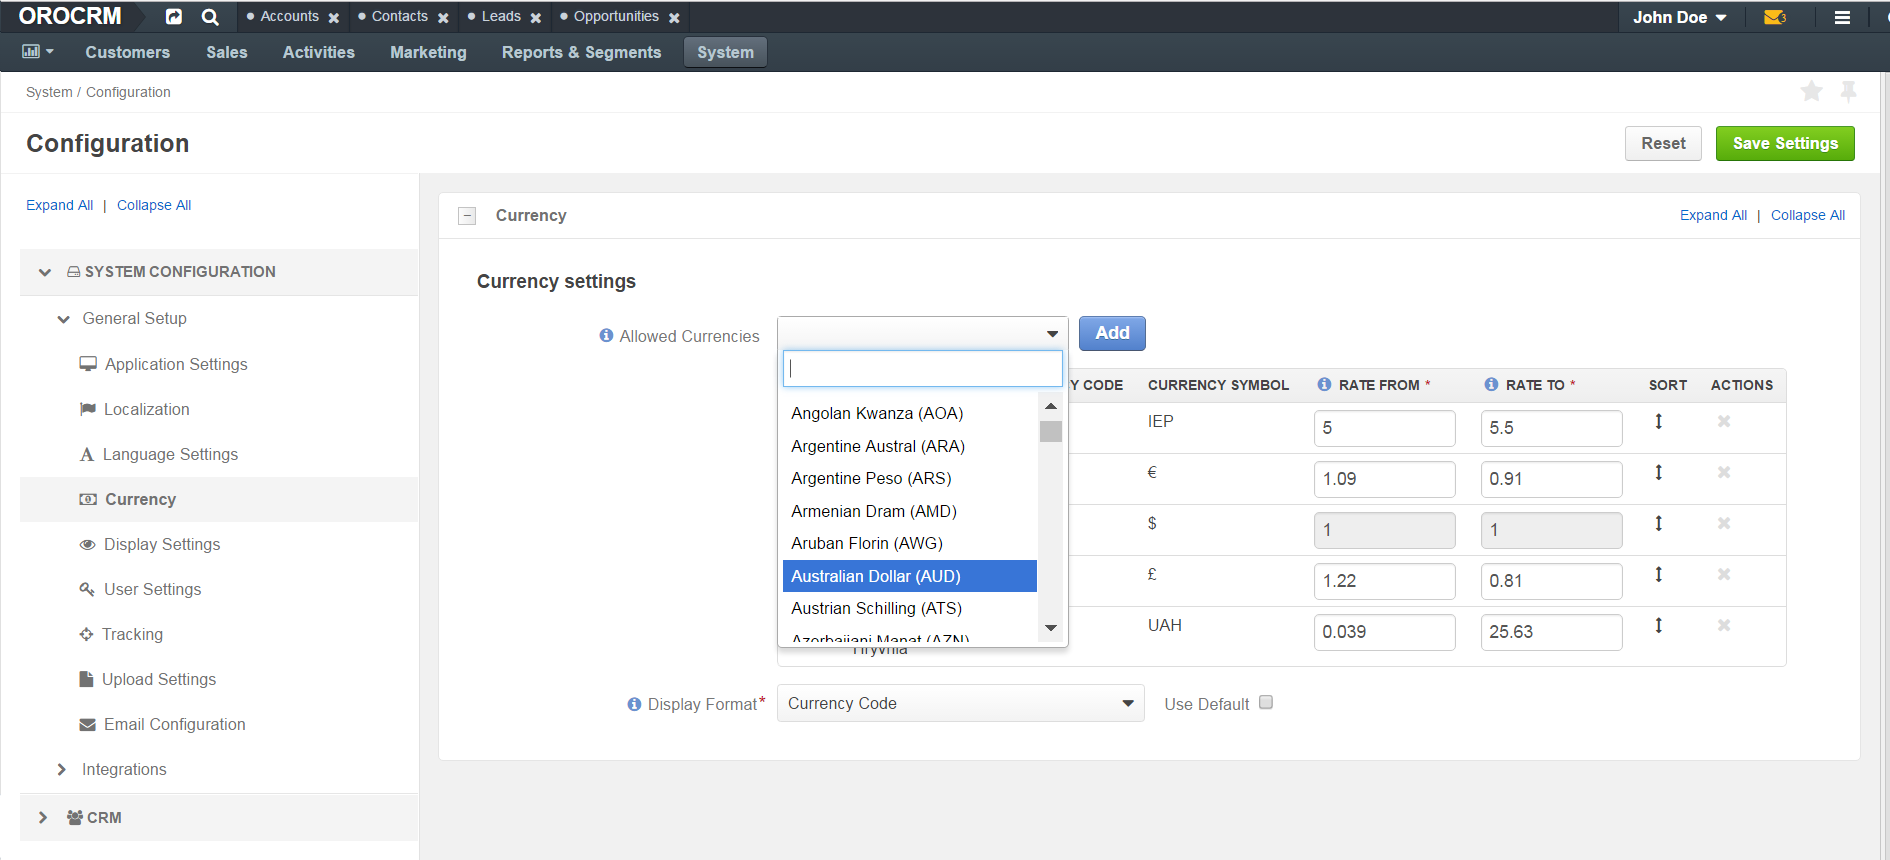 OROCRM
Accounts
Contacts
Leads
Opportunities
John Doe
3
Customers
Sales
Activities
Marketing
Reports & Segments
System
System / Configuration
Configuration
Reset
Save Settings
Expand All | Collapse All
SYSTEM CONFIGURATION
General Setup
Application Settings
Localization
Language Settings
Currency
Display Settings
User Settings
Tracking
Upload Settings
Email Configuration
Integrations
CRM
Currency
Expand All | Collapse All
Currency settings
Allowed Currencies
Add
Angolan Kwanza (AOA)
Argentine Austral (ARA)
Argentine Peso (ARS)
Armenian Dram (AMD)
Aruban Florin (AWG)
Australian Dollar (AUD)
Austrian Schilling (ATS)
Azerbaijani Manat (AZN)
Y CODE CURRENCY SYMBOL RATE FROM * RATE TO * SORT ACTIONS
IEP 5 5.5
€ 1.09 0.91
$ 1 1
£ 1.22 0.81
UAH 0.039 25.63
Hryvnia
Display Format* Currency Code Use Default